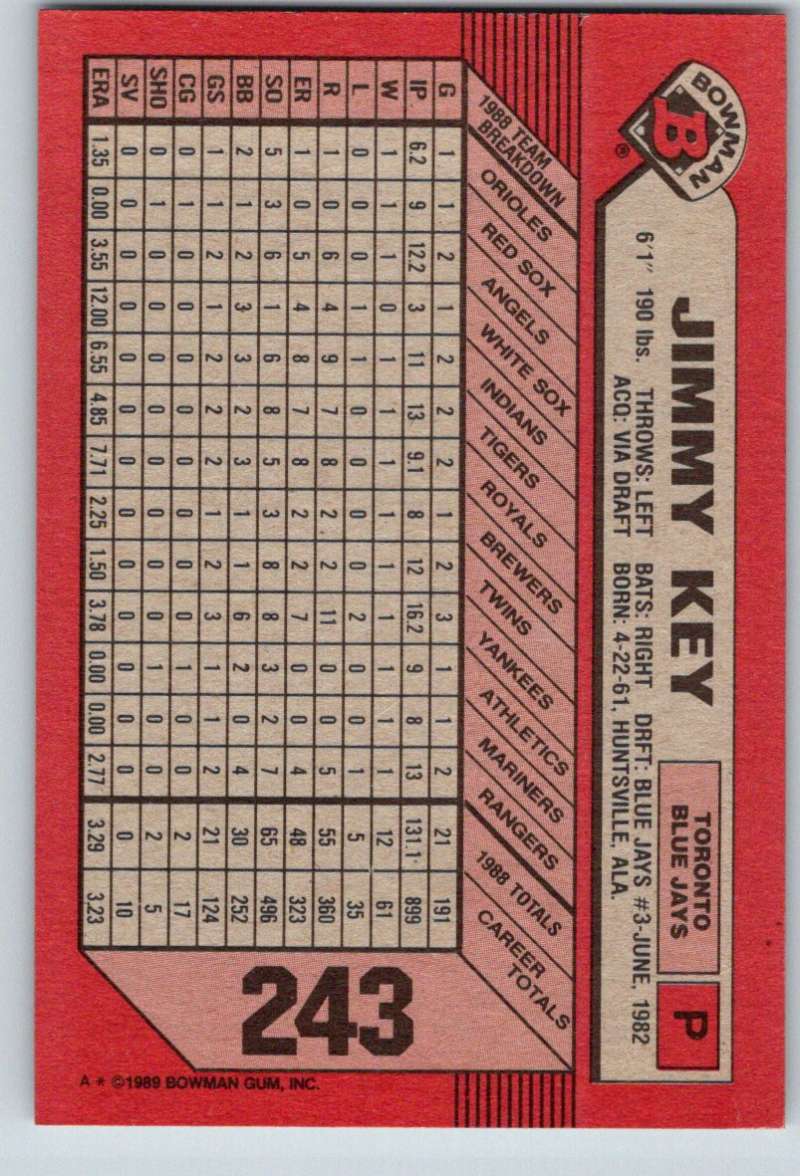 BOWMAN
B
®
JIMMY KEY
TORONTO
BLUE JAYS
P
6'1" 190 lbs. THROWS: LEFT BATS: RIGHT DRFT: BLUE JAYS #3-JUNE, 1982
ACQ: VIA DRAFT BORN: 4-22-61, HUNTSVILLE, ALA.
1988 TEAM BREAKDOWN ORIOLES RED SOX ANGELS WHITE SOX INDIANS TIGERS ROYALS BREWERS TWINS YANKEES ATHLETICS MARINERS RANGERS 1988 TOTALS CAREER TOTALS
G 1 1 2 1 2 2 2 1 2 3 1 1 2 21 191
IP 6.2 9 12.2 3 11 13 9.1 8 12 16.2 9 8 13 131.1 899
W 1 1 1 0 1 1 1 1 1 1 1 1 1 12 61
L 0 0 0 1 1 0 0 0 0 2 0 0 1 5 35
R 1 0 6 4 9 7 8 2 2 11 0 0 5 55 360
ER 1 0 5 4 8 7 8 2 2 7 0 0 4 48 323
SO 5 3 6 1 6 8 5 3 8 8 3 2 7 65 496
BB 2 1 2 3 3 2 3 1 1 6 2 0 4 30 252
GS 1 1 2 1 2 2 2 1 2 3 1 1 2 21 124
CG 0 1 0 0 0 0 0 0 0 0 1 0 0 2 17
SHO 0 1 0 0 0 0 0 0 0 0 1 0 0 2 5
SV 0 0 0 0 0 0 0 0 0 0 0 0 0 0 10
ERA 1.35 0.00 3.55 12.00 6.55 4.85 7.71 2.25 1.50 3.78 0.00 0.00 2.77 3.29 3.23
243
A * ©1989 BOWMAN GUM, INC.